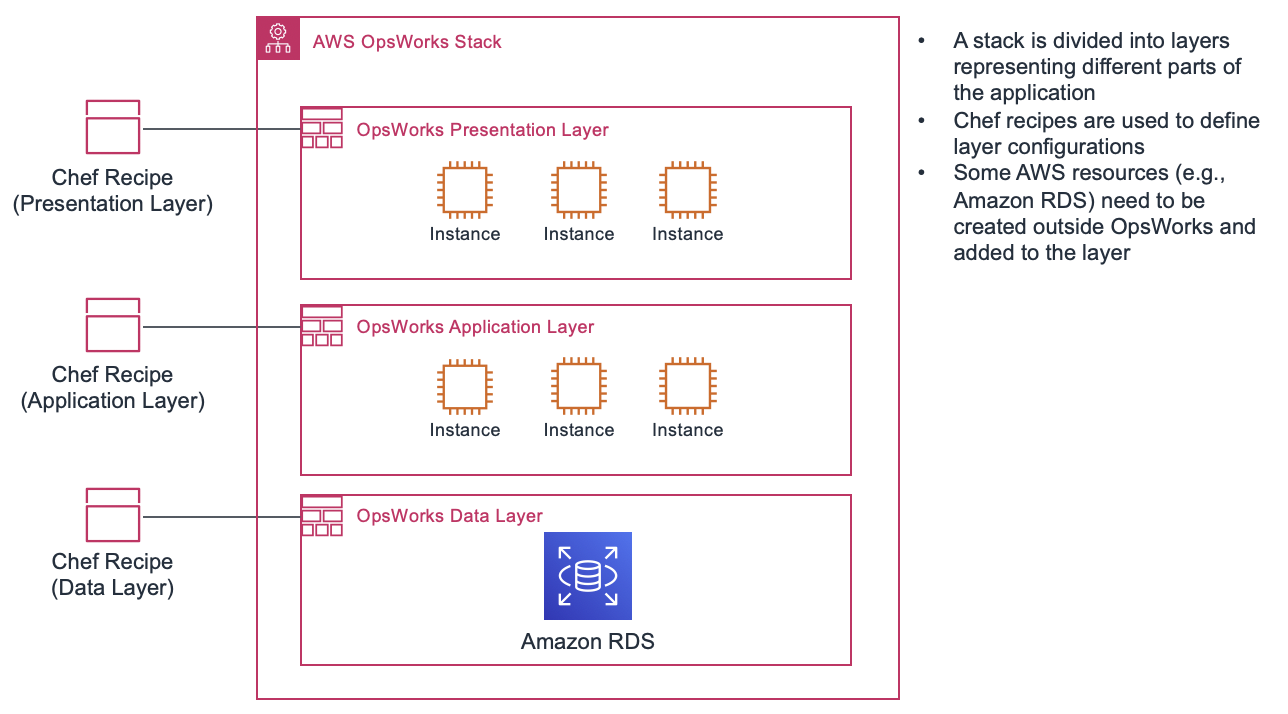 AWS OpsWorks Stack
Chef Recipe
(Presentation Layer)
OpsWorks Presentation Layer
Instance
Instance
Instance
Chef Recipe
(Application Layer)
OpsWorks Application Layer
Instance
Instance
Instance
Chef Recipe
(Data Layer)
OpsWorks Data Layer
Amazon RDS
• A stack is divided into layers
representing different parts of
the application
• Chef recipes are used to define
layer configurations
• Some AWS resources (e.g.,
Amazon RDS) need to be
created outside OpsWorks and
added to the layer